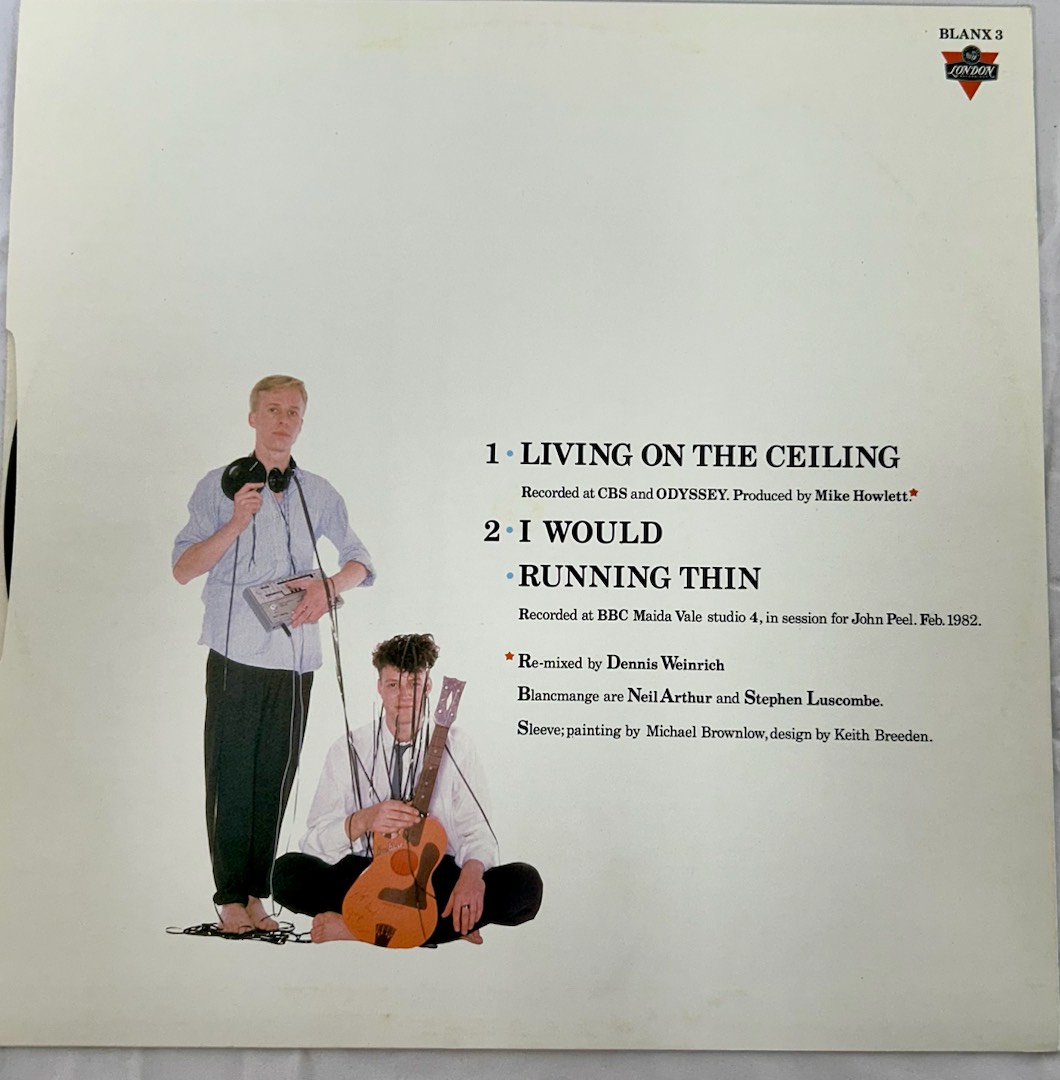 BLANX 3
LONDON
1 • LIVING ON THE CEILING
Recorded at CBS and ODYSSEY. Produced by Mike Howlett.★
2 • I WOULD
• RUNNING THIN
Recorded at BBC Maida Vale studio 4, in session for John Peel. Feb. 1982.
★ Re-mixed by Dennis Weinrich
Blancmange are Neil Arthur and Stephen Luscombe.
Sleeve; painting by Michael Brownlow, design by Keith Breeden.